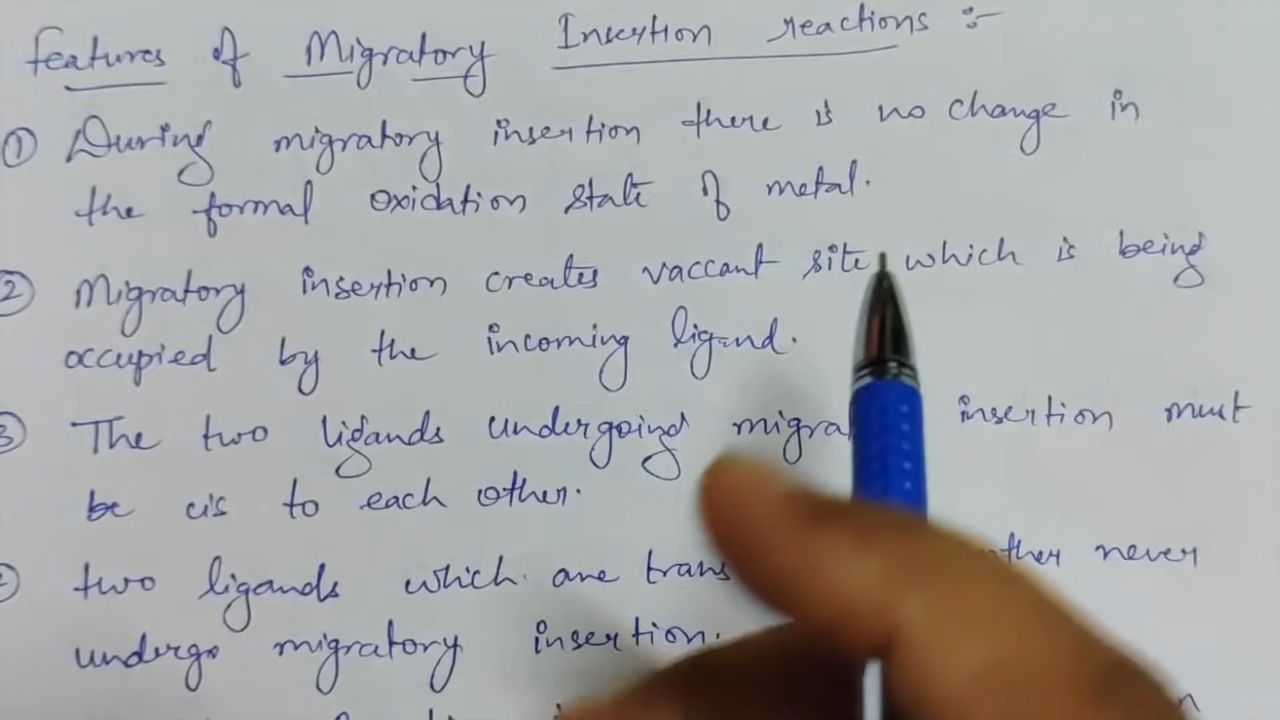 Features of Migratory Insertion reactions :-
① During migratory insertion there is no change in
the formal oxidation state of metal.
② Migratory insertion creates vaccant site which is being
occupied by the incoming ligand.
③ The two ligands undergoing migra insertion must
be cis to each other.
two ligands which are trans other never
undergo migratory insertion.